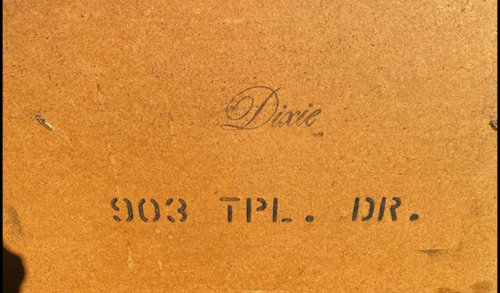 Dixie
903 TPL. DR.